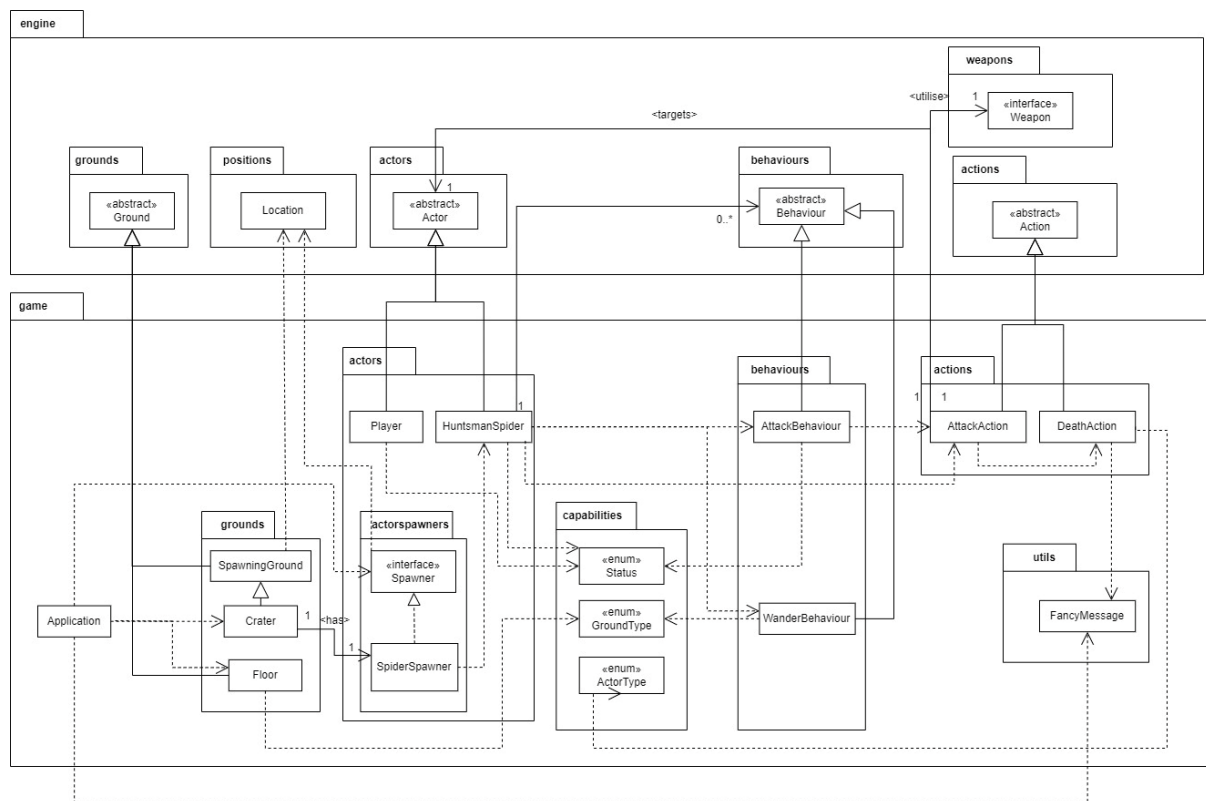 engine
weapons
<utilise>
1
«interface»
Weapon
<targets>
grounds
positions
actors
behaviours
actions
«abstract»
Ground
Location
1
«abstract»
Actor
«abstract»
Behaviour
0..*
«abstract»
Action
game
actors
behaviours
actions
1
1
1
Player
HuntsmanSpider
AttackBehaviour
AttackAction
DeathAction
grounds
actorspawners
capabilities
SpawningGround
«interface»
Spawner
«enum»
Status
utils
Application
Crater
1
<has>
«enum»
GroundType
WanderBehaviour
FancyMessage
1
Floor
SpiderSpawner
«enum»
ActorType